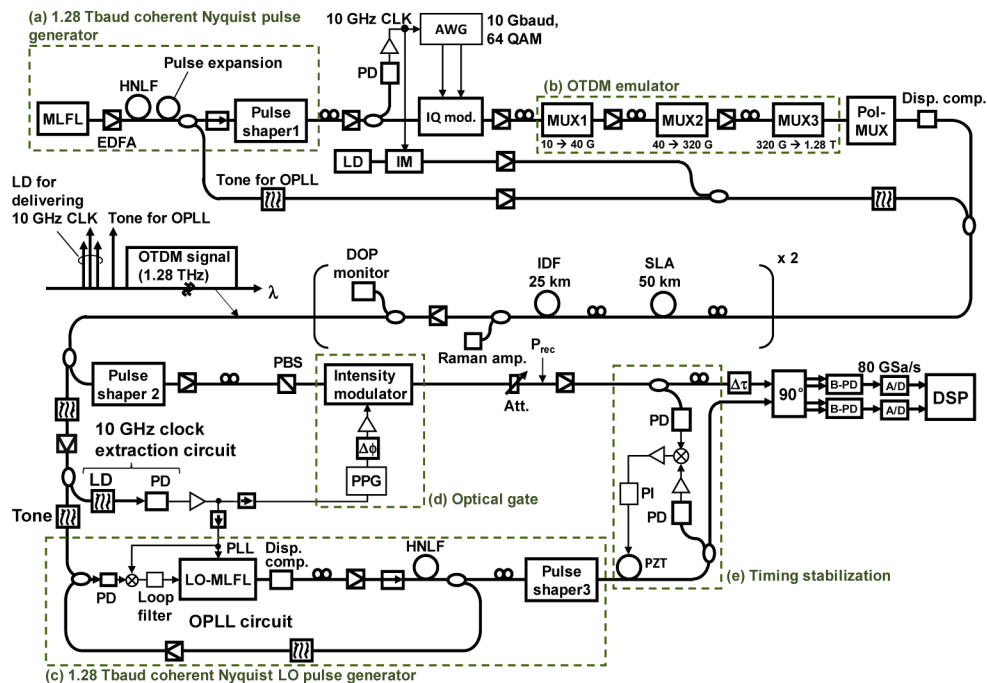 (a) 1.28 Tbaud coherent Nyquist pulse
generator
HNLF
Pulse expansion
MLFL
EDFA
Pulse
shaper1
10 GHz CLK
PD
AWG
10 Gbaud,
64 QAM
IQ mod.
LD
IM
(b) OTDM emulator
MUX1
MUX2
MUX3
10 → 40 G
40 → 320 G
320 G → 1.28 T
Pol-
MUX
Disp. comp.
Tone for OPLL
LD for
delivering
10 GHz CLK
Tone for OPLL
OTDM signal
(1.28 THz)
λ
DOP
monitor
Raman amp.
IDF
25 km
SLA
50 km
x 2
Pulse
shaper 2
PBS
Intensity
modulator
Δϕ
PPG
(d) Optical gate
Att.
Prec
Δτ
90°
B-PD
B-PD
80 GSa/s
A/D
A/D
DSP
PD
PI
PD
PZT
(e) Timing stabilization
10 GHz clock
extraction circuit
LD
PD
Tone
PD
Loop
filter
PLL
LO-MLFL
Disp.
comp.
HNLF
Pulse
shaper3
OPLL circuit
(c) 1.28 Tbaud coherent Nyquist LO pulse generator